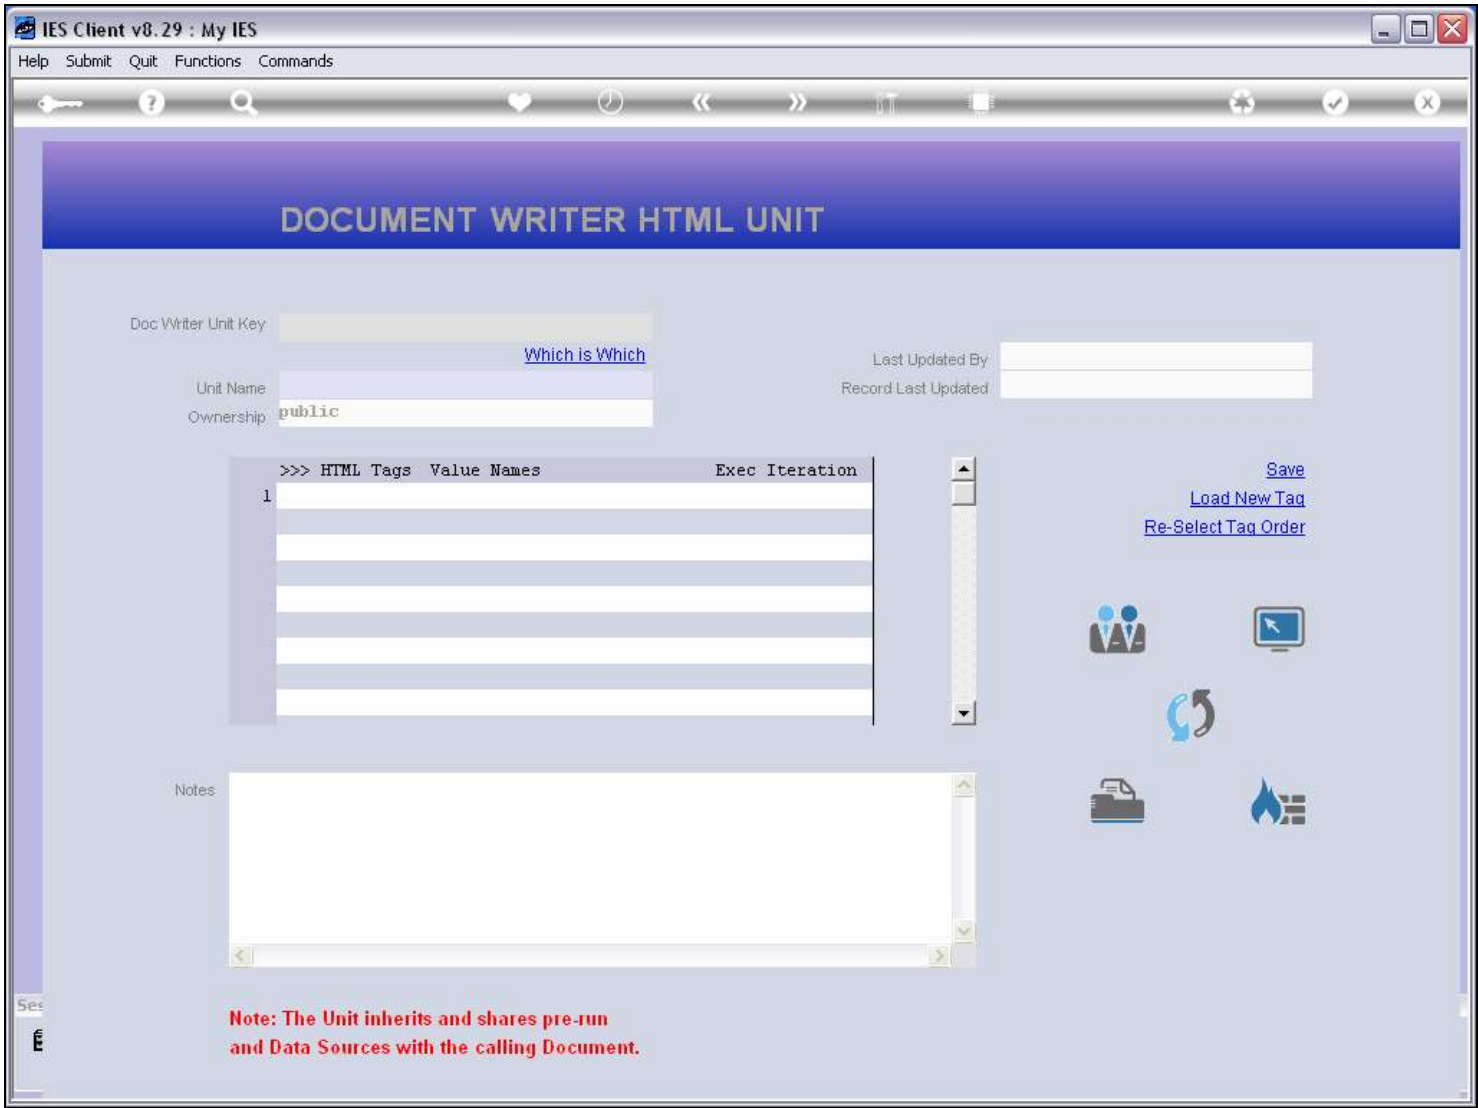 IES Client v8.29 : My IES
Help Submit Quit Functions Commands
DOCUMENT WRITER HTML UNIT
Doc Writer Unit Key
Which is Which
Last Updated By
Unit Name
Record Last Updated
Ownership public
>>> HTML Tags Value Names Exec Iteration
1
Save
Load New Tag
Re-Select Tag Order
Notes
Note: The Unit inherits and shares pre-run
and Data Sources with the calling Document.